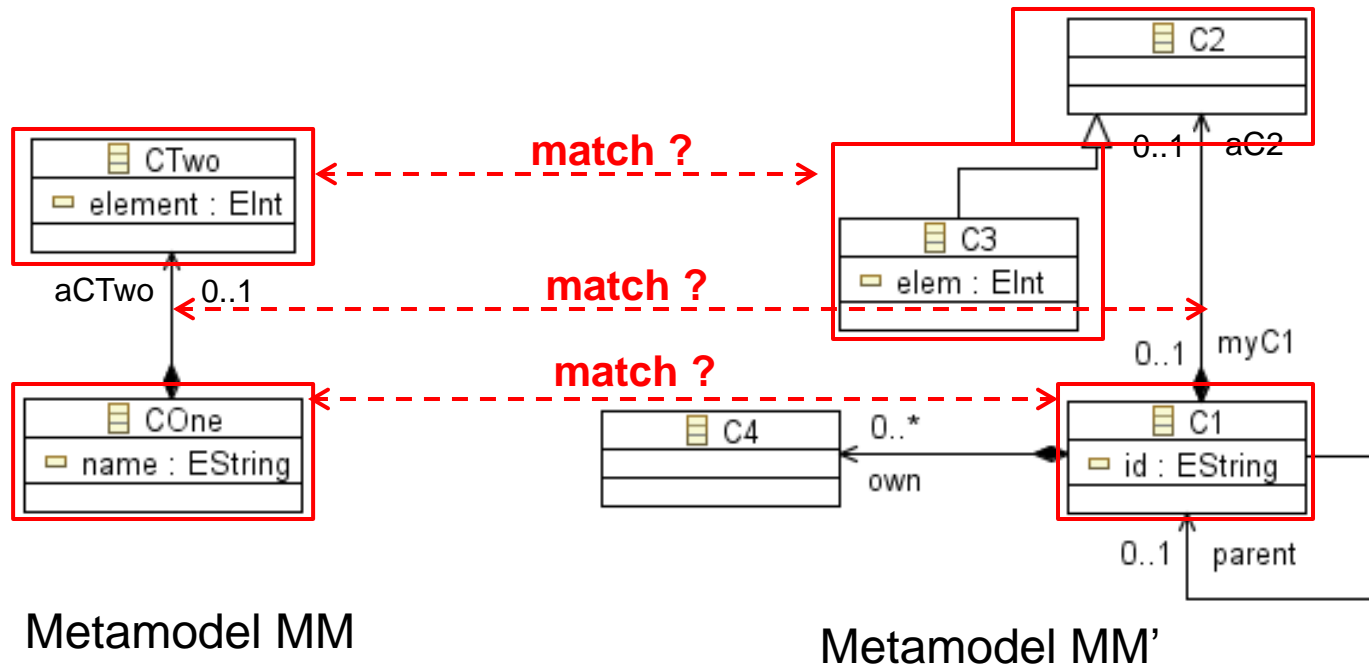 C2
0..1
aC2
CTwo
element : EInt
match ?
C3
elem : EInt
aCTwo
0..1
match ?
0..1
myC1
match ?
COne
name : EString
C4
0..*
own
C1
id : EString
0..1
parent
Metamodel MM
Metamodel MM’